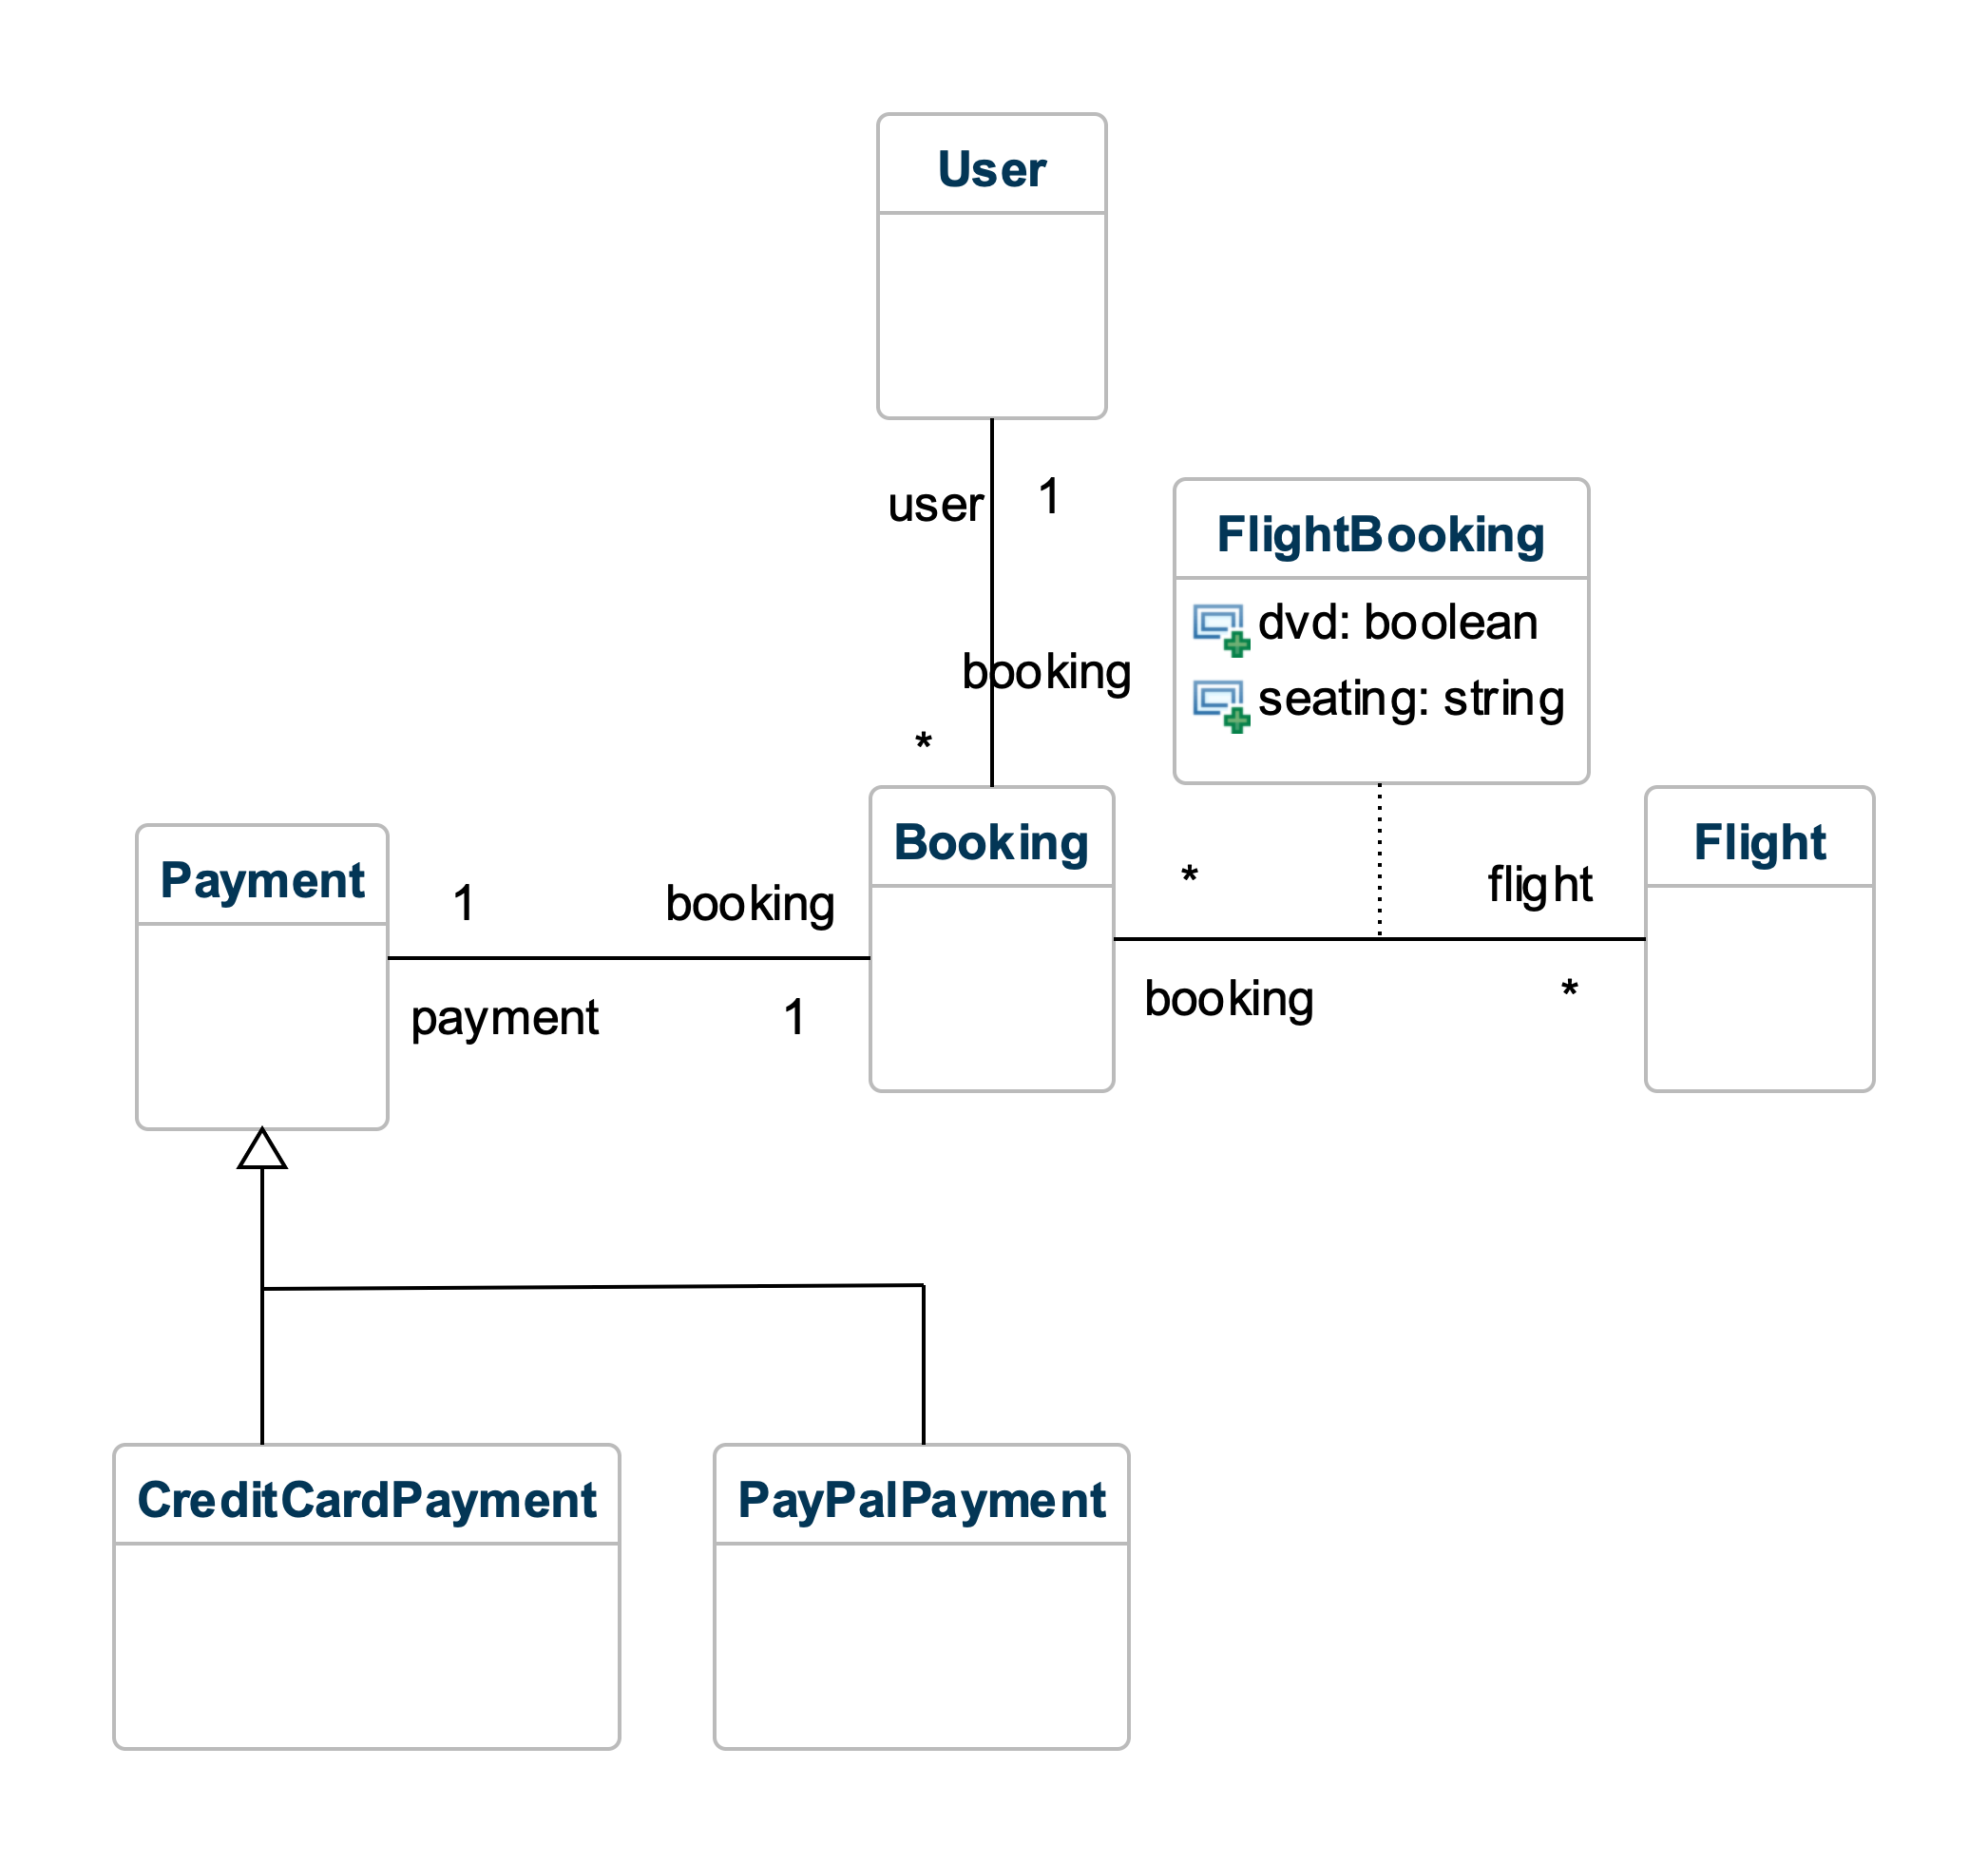 User
user
1
FlightBooking
dvd: boolean
seating: string
booking
*
Booking
Flight
Payment
1
booking
*
flight
payment
1
booking
*
CreditCardPayment
PayPalPayment